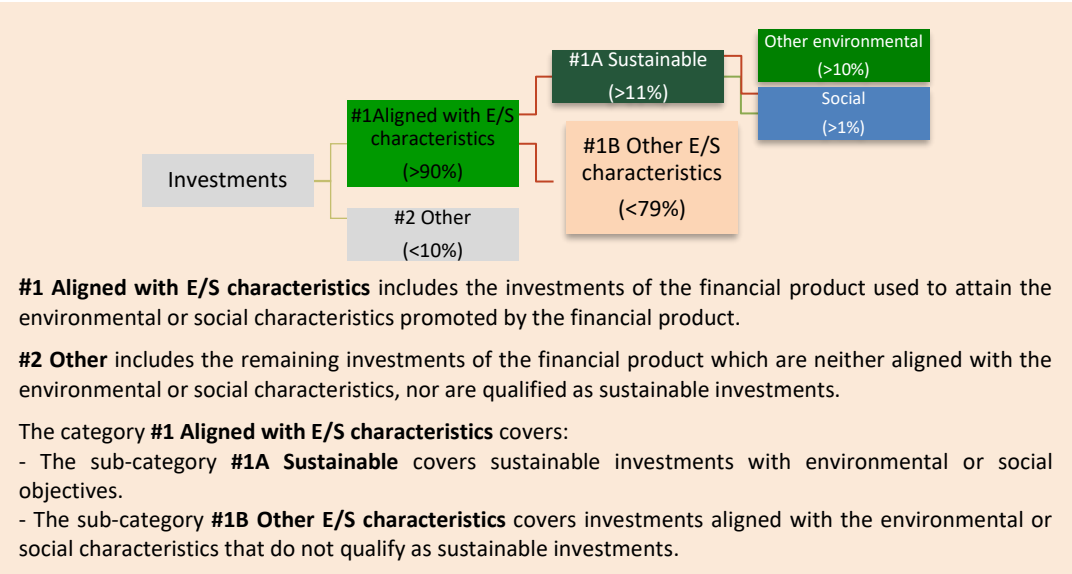 Other environmental
(>10%)
#1A Sustainable
(>11%)
Social
(>1%)
#1Aligned with E/S
characteristics
(>90%)
#1B Other E/S
characteristics
(<79%)
Investments
#2 Other
(<10%)
#1 Aligned with E/S characteristics includes the investments of the financial product used to attain the
environmental or social characteristics promoted by the financial product.
#2 Other includes the remaining investments of the financial product which are neither aligned with the
environmental or social characteristics, nor are qualified as sustainable investments.
The category #1 Aligned with E/S characteristics covers:
- The sub-category #1A Sustainable covers sustainable investments with environmental or social
objectives.
- The sub-category #1B Other E/S characteristics covers investments aligned with the environmental or
social characteristics that do not qualify as sustainable investments.